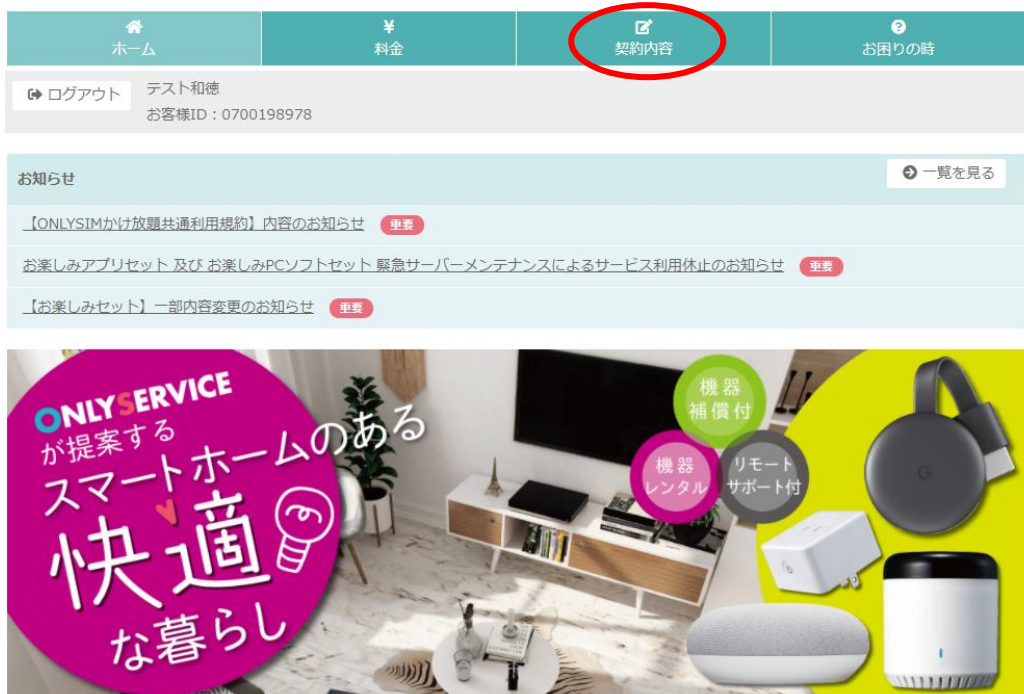 ホーム
¥
料金
契約内容
?
お困りの時
ログアウト
テスト和徳
お客様ID：0700198978
お知らせ
一覧を見る
【ONLYSIMかけ放題共通利用規約】内容のお知らせ 重要
お楽しみアプリセット 及び お楽しみPCソフトセット 緊急サーバーメンテナンスによるサービス利用休止のお知らせ 重要
【お楽しみセット】一部内容変更のお知らせ 重要
ONLYSERVICE
が提案する
スマートホームのある
快適
な暮らし
機器
補償付
機器
レンタル
リモート
サポート付
G